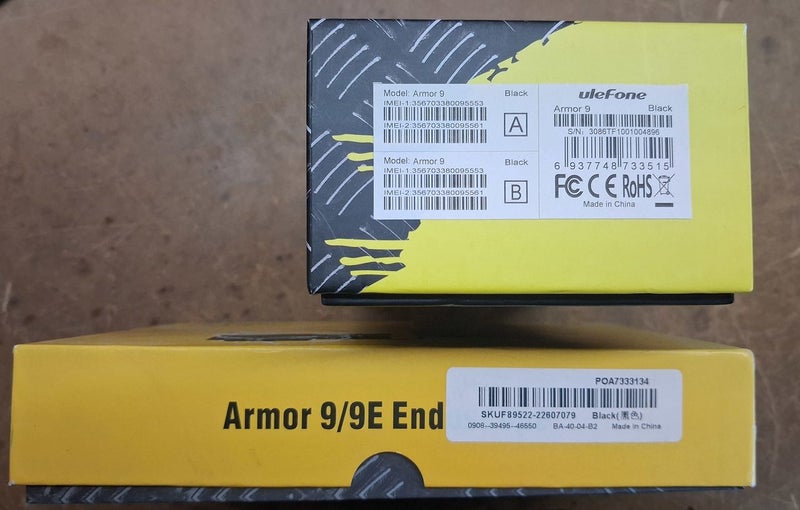 Model: Armor 9 Black
IMEI-1:356703380095553
IMEI-2:356703380095561
A
Model: Armor 9 Black
IMEI-1:356703380095553
IMEI-2:356703380095561
B
uleFone
Armor 9 Black
S/N: 3086TF1001004896
6 937748 733515
FC CE RoHS
Made in China
Armor 9/9E End
POA7333134
SKUF89522-22607079 Black(黑色)
0908--39495--46550 BA-40-04-B2 Made in China